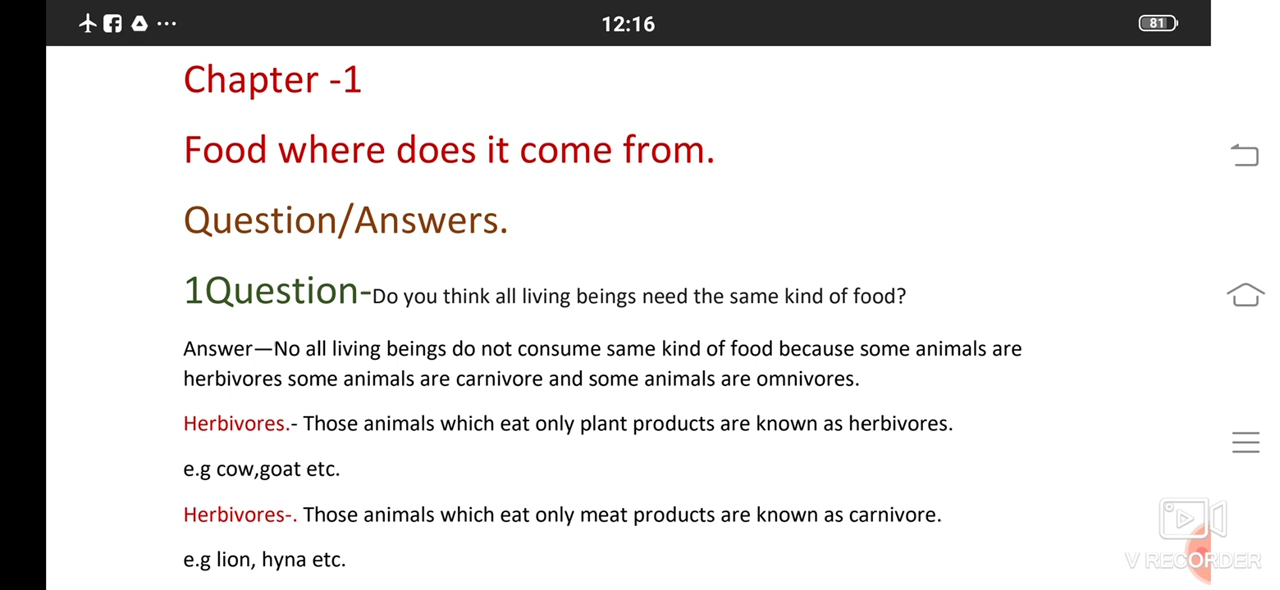 12:16
81
Chapter -1
Food where does it come from.
Question/Answers.
1Question-Do you think all living beings need the same kind of food?
Answer—No all living beings do not consume same kind of food because some animals are
herbivores some animals are carnivore and some animals are omnivores.
Herbivores.- Those animals which eat only plant products are known as herbivores.
e.g cow,goat etc.
Herbivores-. Those animals which eat only meat products are known as carnivore.
e.g lion, hyna etc.
V RECORDER